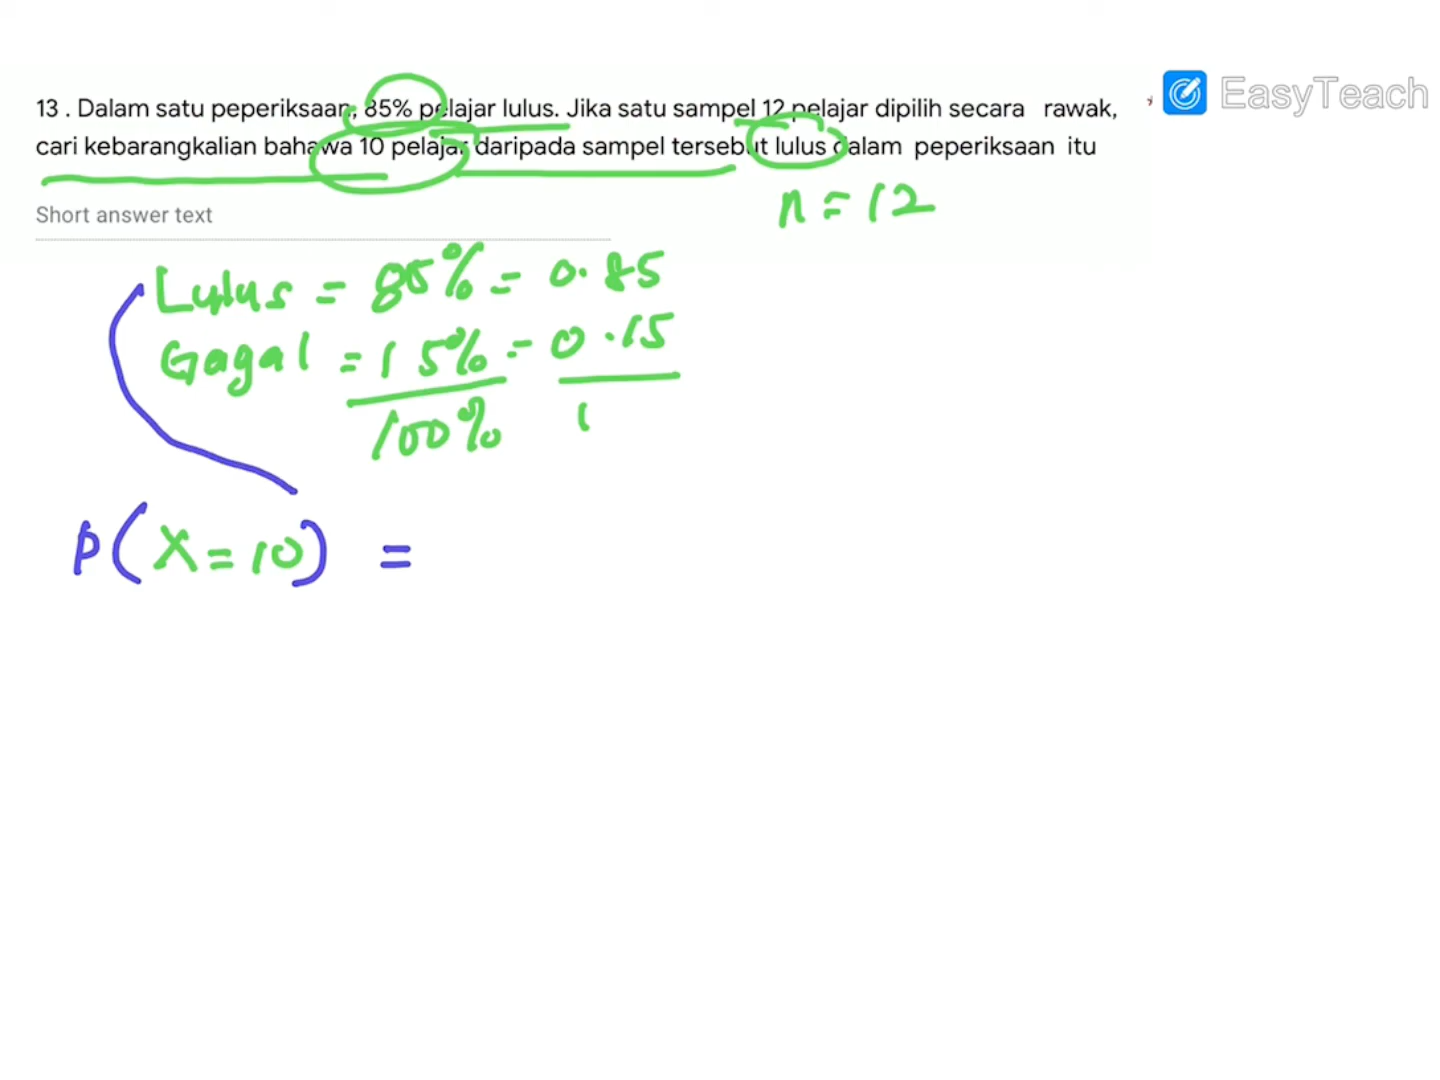 EasyTeach
13 . Dalam satu peperiksaan, 85% pelajar lulus. Jika satu sampel 12 pelajar dipilih secara rawak, *
cari kebarangkalian bahawa 10 pelajar daripada sampel tersebut lulus dalam peperiksaan itu
n = 12
Short answer text
Lulus = 85% = 0.85
Gagal = 15% = 0.15
100% 1
P(X=10) =